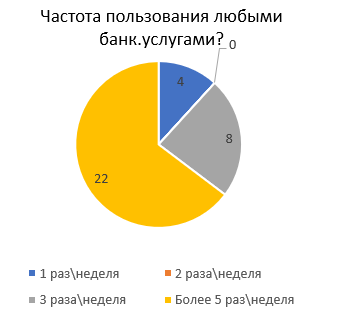 Частота пользования любыми
банк.услугами?
0
4
8
22
1 раз\неделя
2 раза\неделя
3 раза\неделя
Более 5 раз\неделя